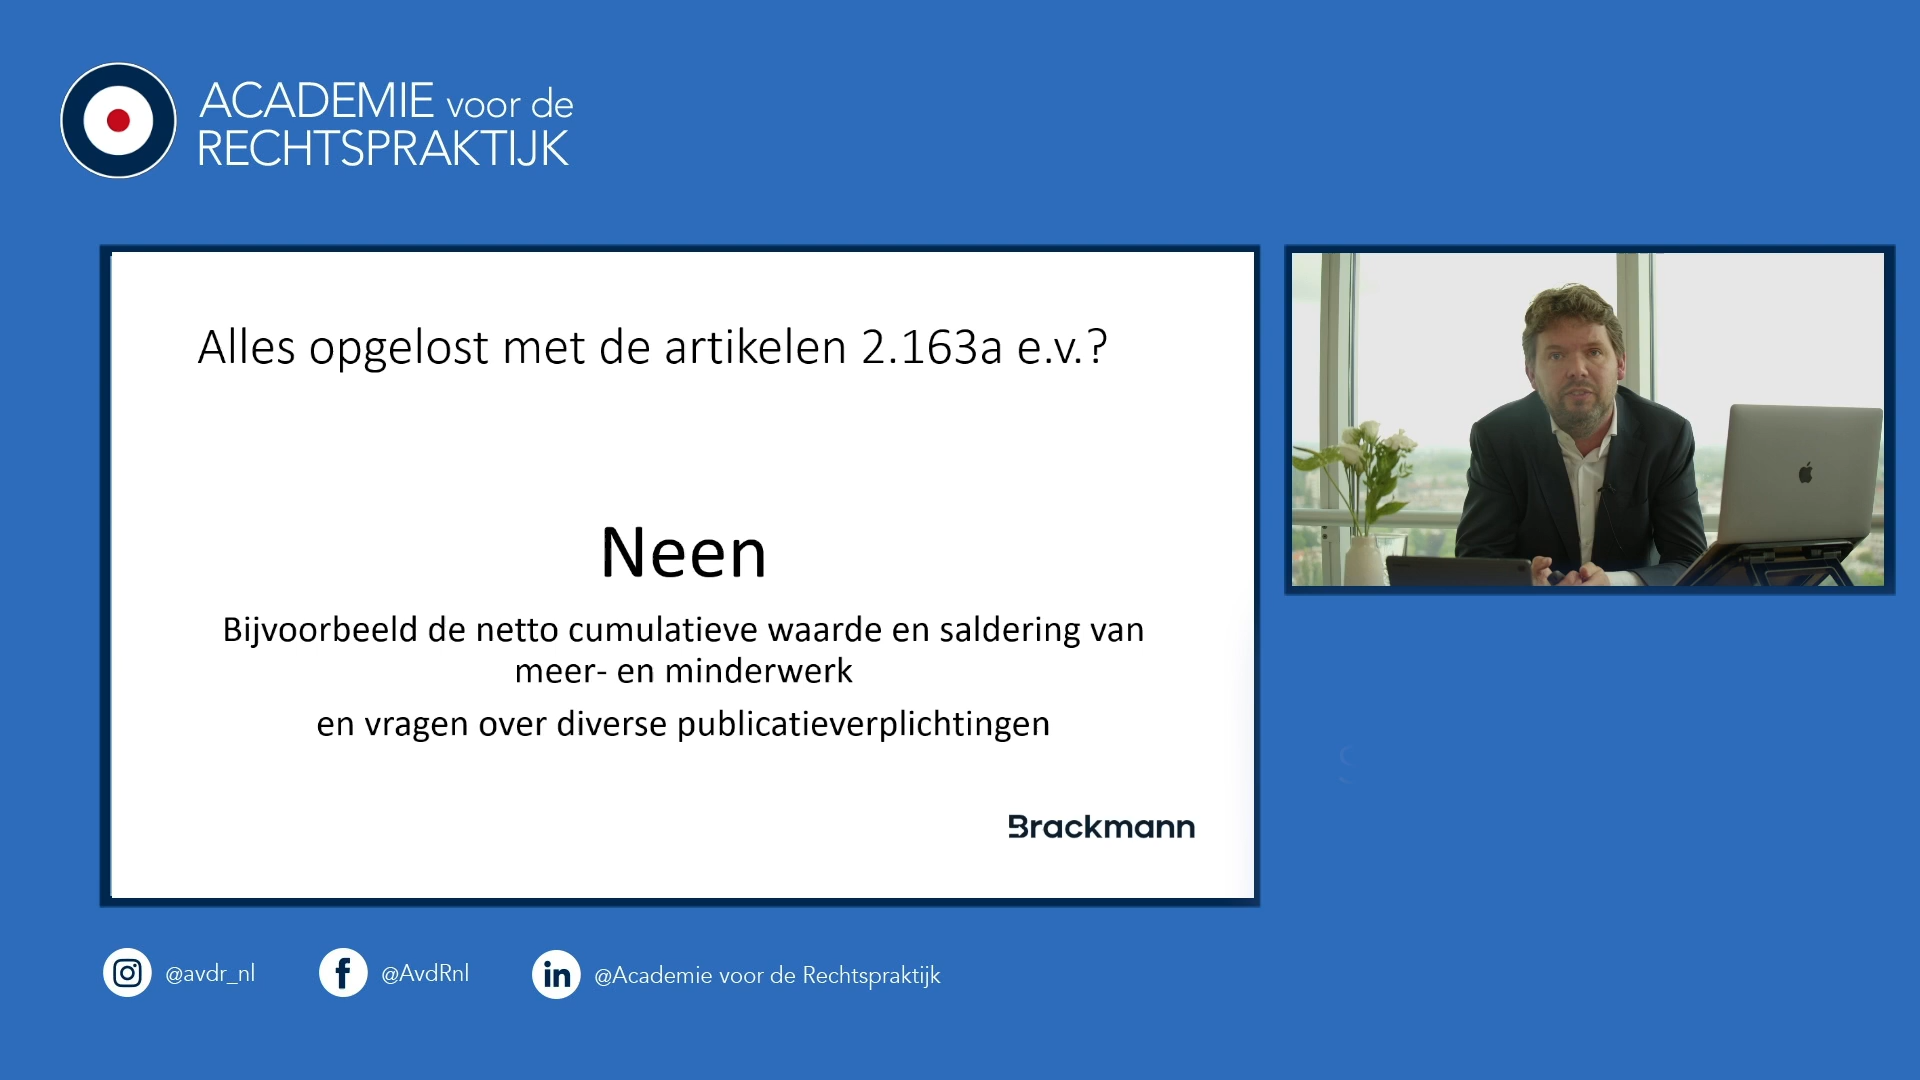 ACADEMIE voor de
RECHTSPRAKTIJK
Alles opgelost met de artikelen 2.163a e.v.?
Neen
Bijvoorbeeld de netto cumulatieve waarde en saldering van
meer- en minderwerk
en vragen over diverse publicatieverplichtingen
Brackmann
@avdr_nl
@AvdRnl
@Academie voor de Rechtspraktijk